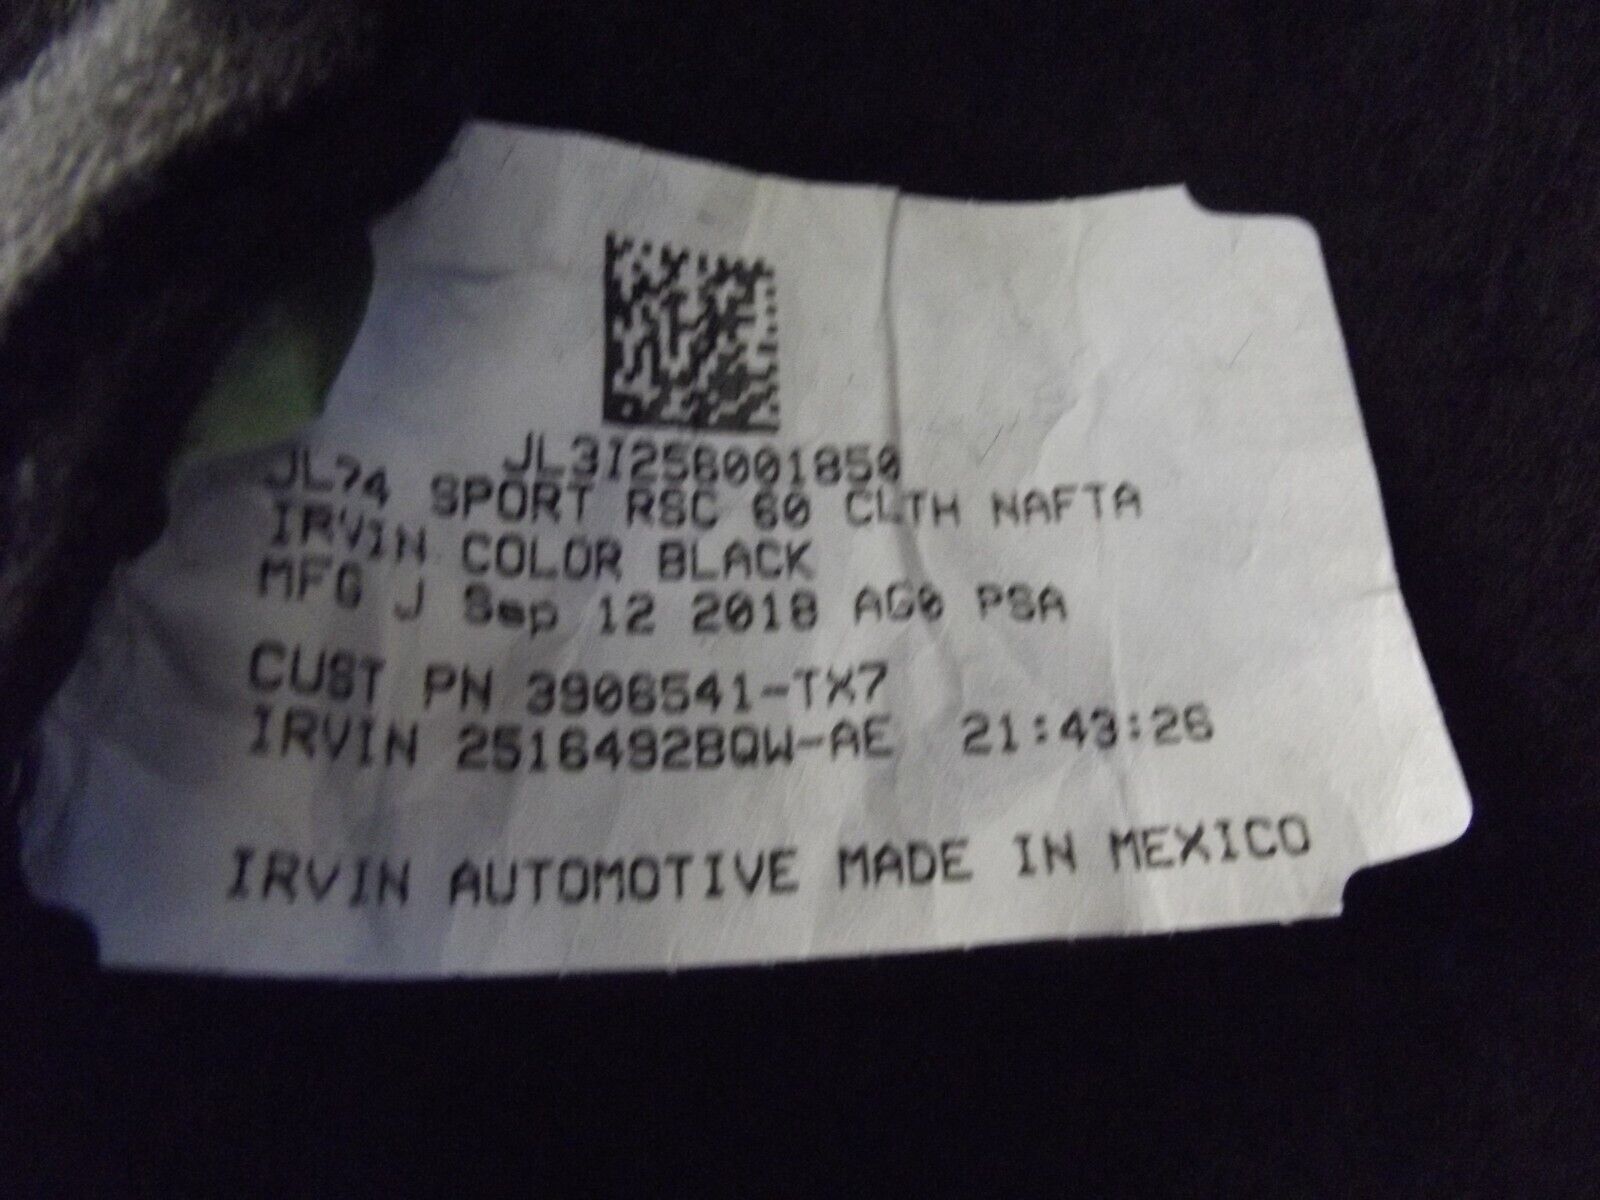 JL3I25B001850
JL74 SPORT RSC 60 CLTH NAFTA
IRVIN COLOR BLACK
MFG J Sep 12 2018 AG0 PSA
CUST PN 3906541-TX7
IRVIN 2516492BQW-AE 21:43:26
IRVIN AUTOMOTIVE MADE IN MEXICO